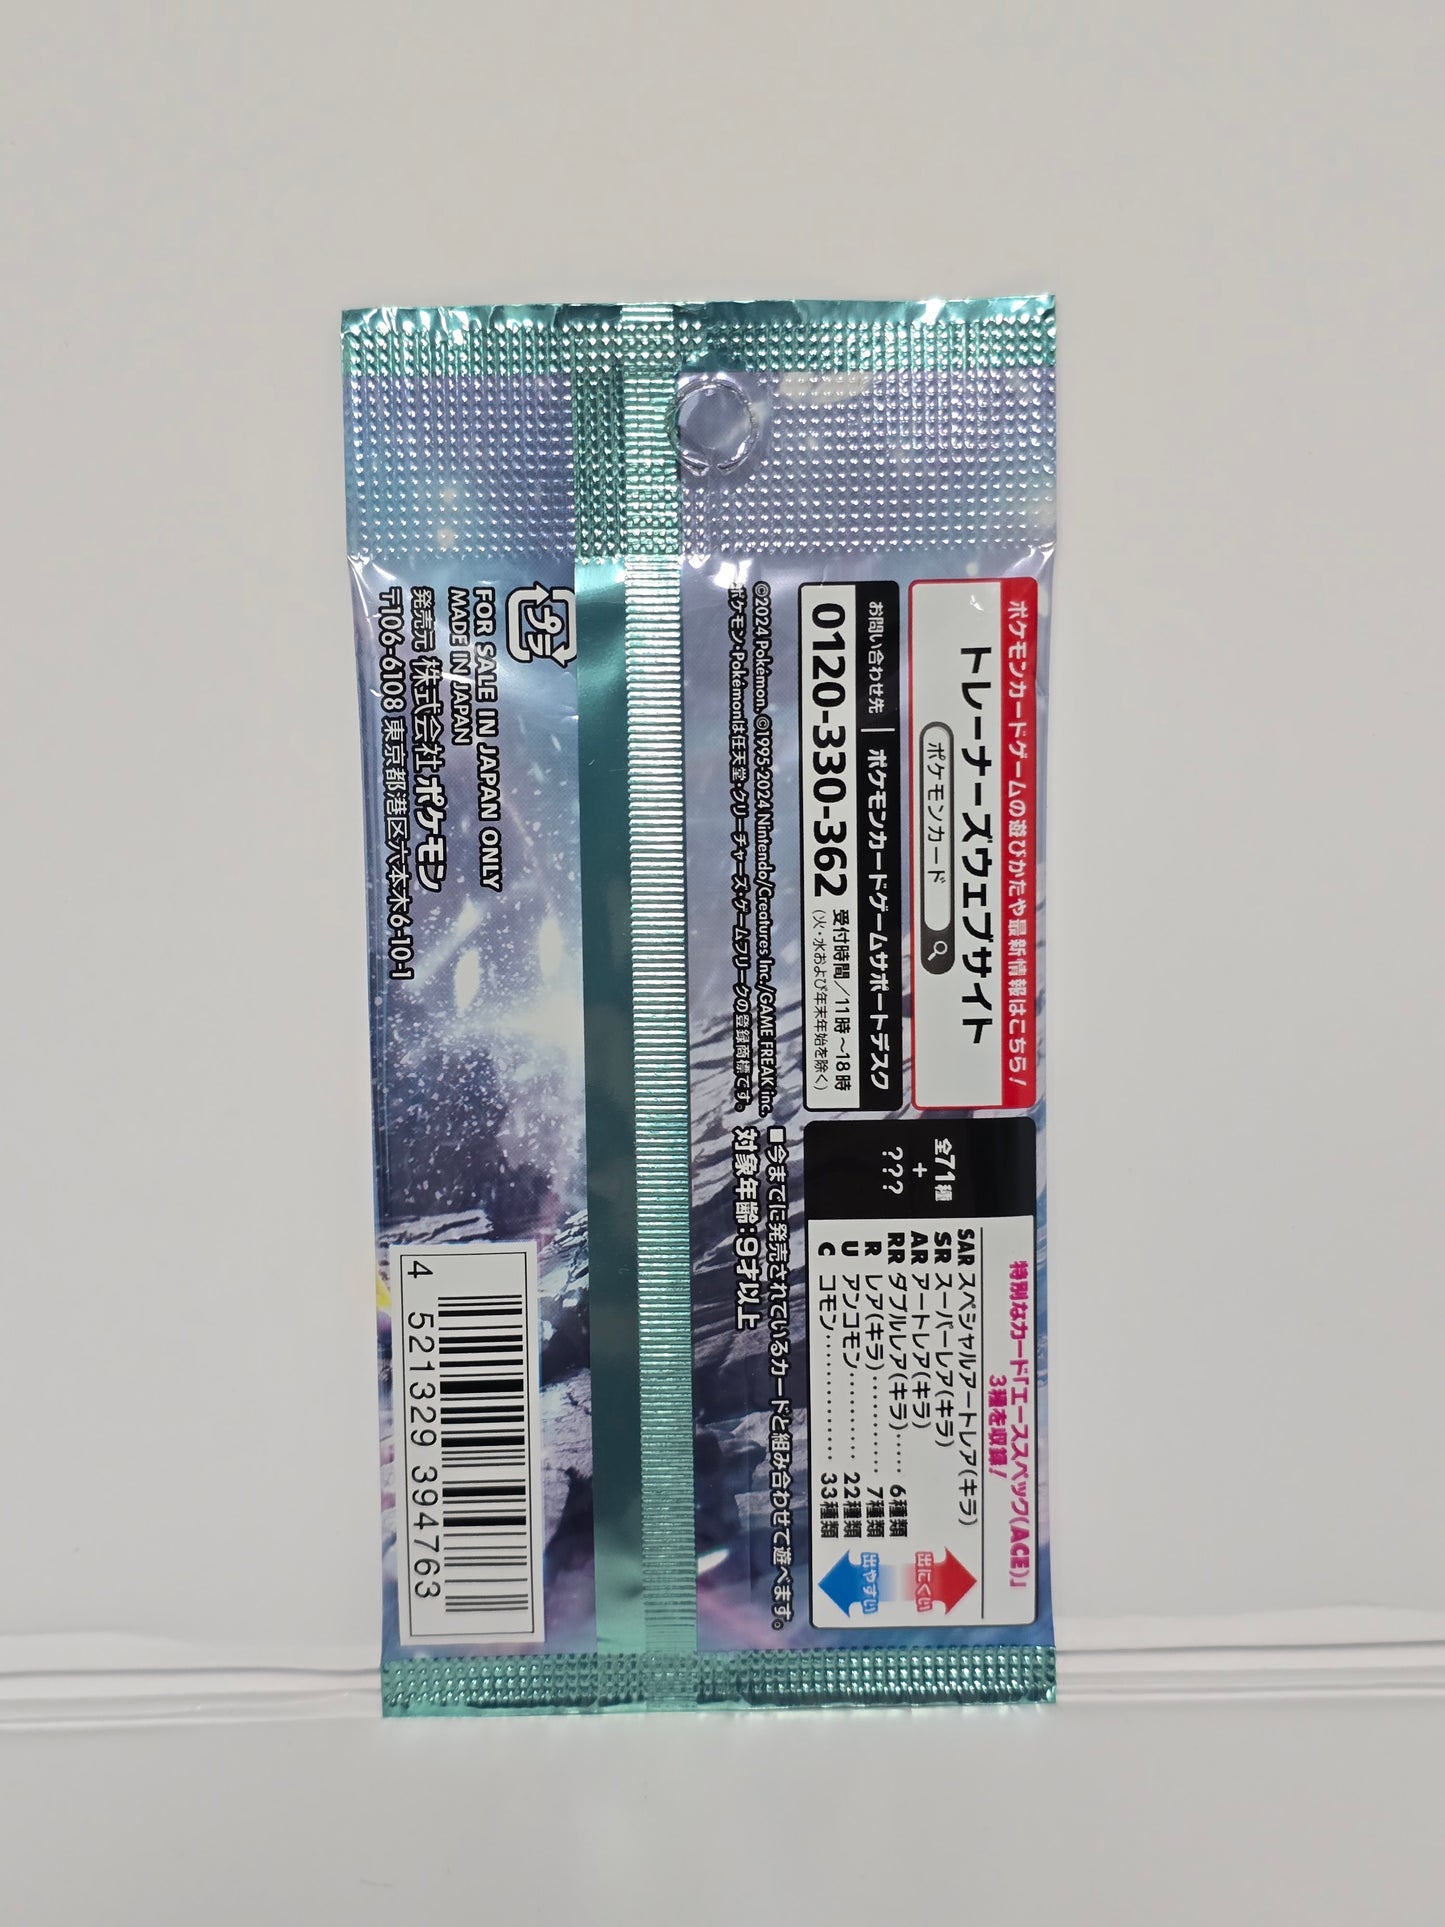 ポケモンカードゲームの遊びかたや最新情報はこちら!
トレーナーズウェブサイト
ポケモンカード
お問い合わせ先 | ポケモンカードゲームサポートデスク
0120-330-362 受付時間/11時~18時
(火・水および年末年始を除く)
©2024 Pokémon. ©1995-2024 Nintendo/Creatures Inc./GAME FREAK inc.
ポケモン・Pokémonは任天堂・クリーチャーズ・ゲームフリークの登録商標です。
全71種
+
???
特別なカード「エーススペック(ACE)」
3種を収録!
SAR スペシャルアートレア(キラ)
SR スーパーレア(キラ)
AR アートレア(キラ)
RR ダブルレア(キラ)‥‥‥6種類
R レア(キラ)‥‥‥‥‥7種類
U アンコモン‥‥‥‥‥22種類
C コモン‥‥‥‥‥‥‥33種類
出にくい
出やすい
■今までに発売されているカードと組み合わせて遊べます。
対象年齢:9才以上
プラ
FOR SALE IN JAPAN ONLY
MADE IN JAPAN
発売元 株式会社ポケモン
〒106-6108 東京都港区六本木6-10-1
4 521329 394763